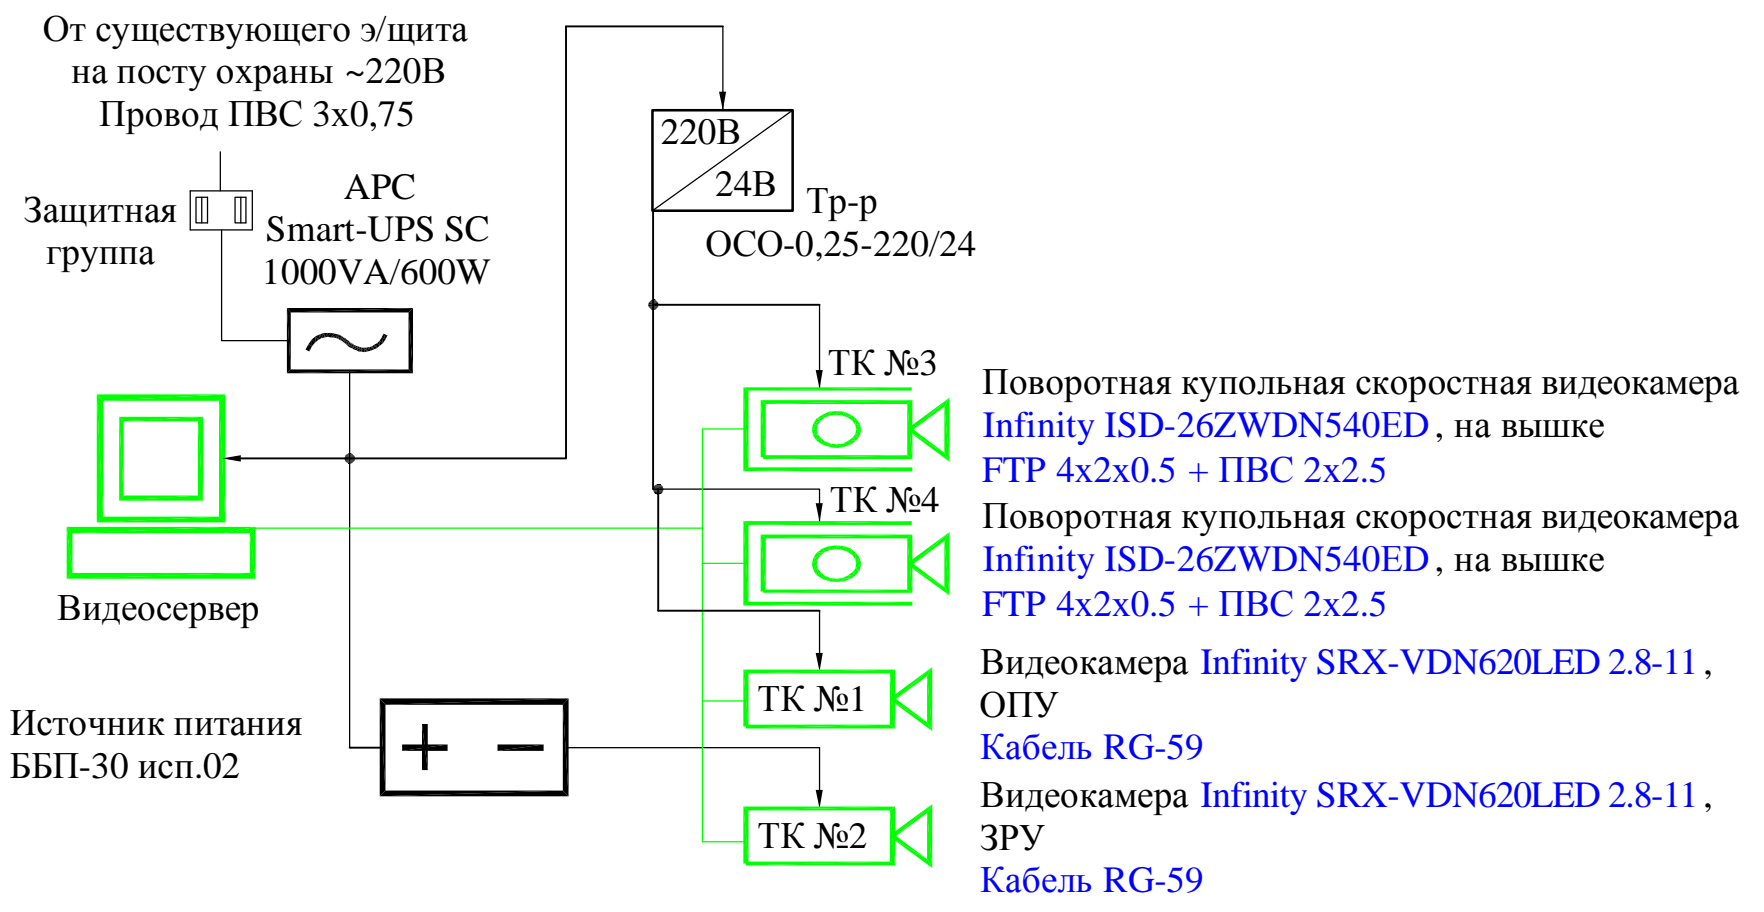 От существующего э/щита
на посту охраны ~220В
Провод ПВС 3х0,75
Защитная
группа
APC
Smart-UPS SC
1000VA/600W
220В
24В
Тр-р
ОСО-0,25-220/24
ТК №3
Поворотная купольная скоростная видеокамера
Infinity ISD-26ZWDN540ED, на вышке
FTP 4x2x0.5 + ПВС 2x2.5
ТК №4
Поворотная купольная скоростная видеокамера
Infinity ISD-26ZWDN540ED, на вышке
FTP 4x2x0.5 + ПВС 2x2.5
Видеосервер
ТК №1
Видеокамера Infinity SRX-VDN620LED 2.8-11,
ОПУ
Кабель RG-59
Источник питания
ББП-30 исп.02
ТК №2
Видеокамера Infinity SRX-VDN620LED 2.8-11,
ЗРУ
Кабель RG-59